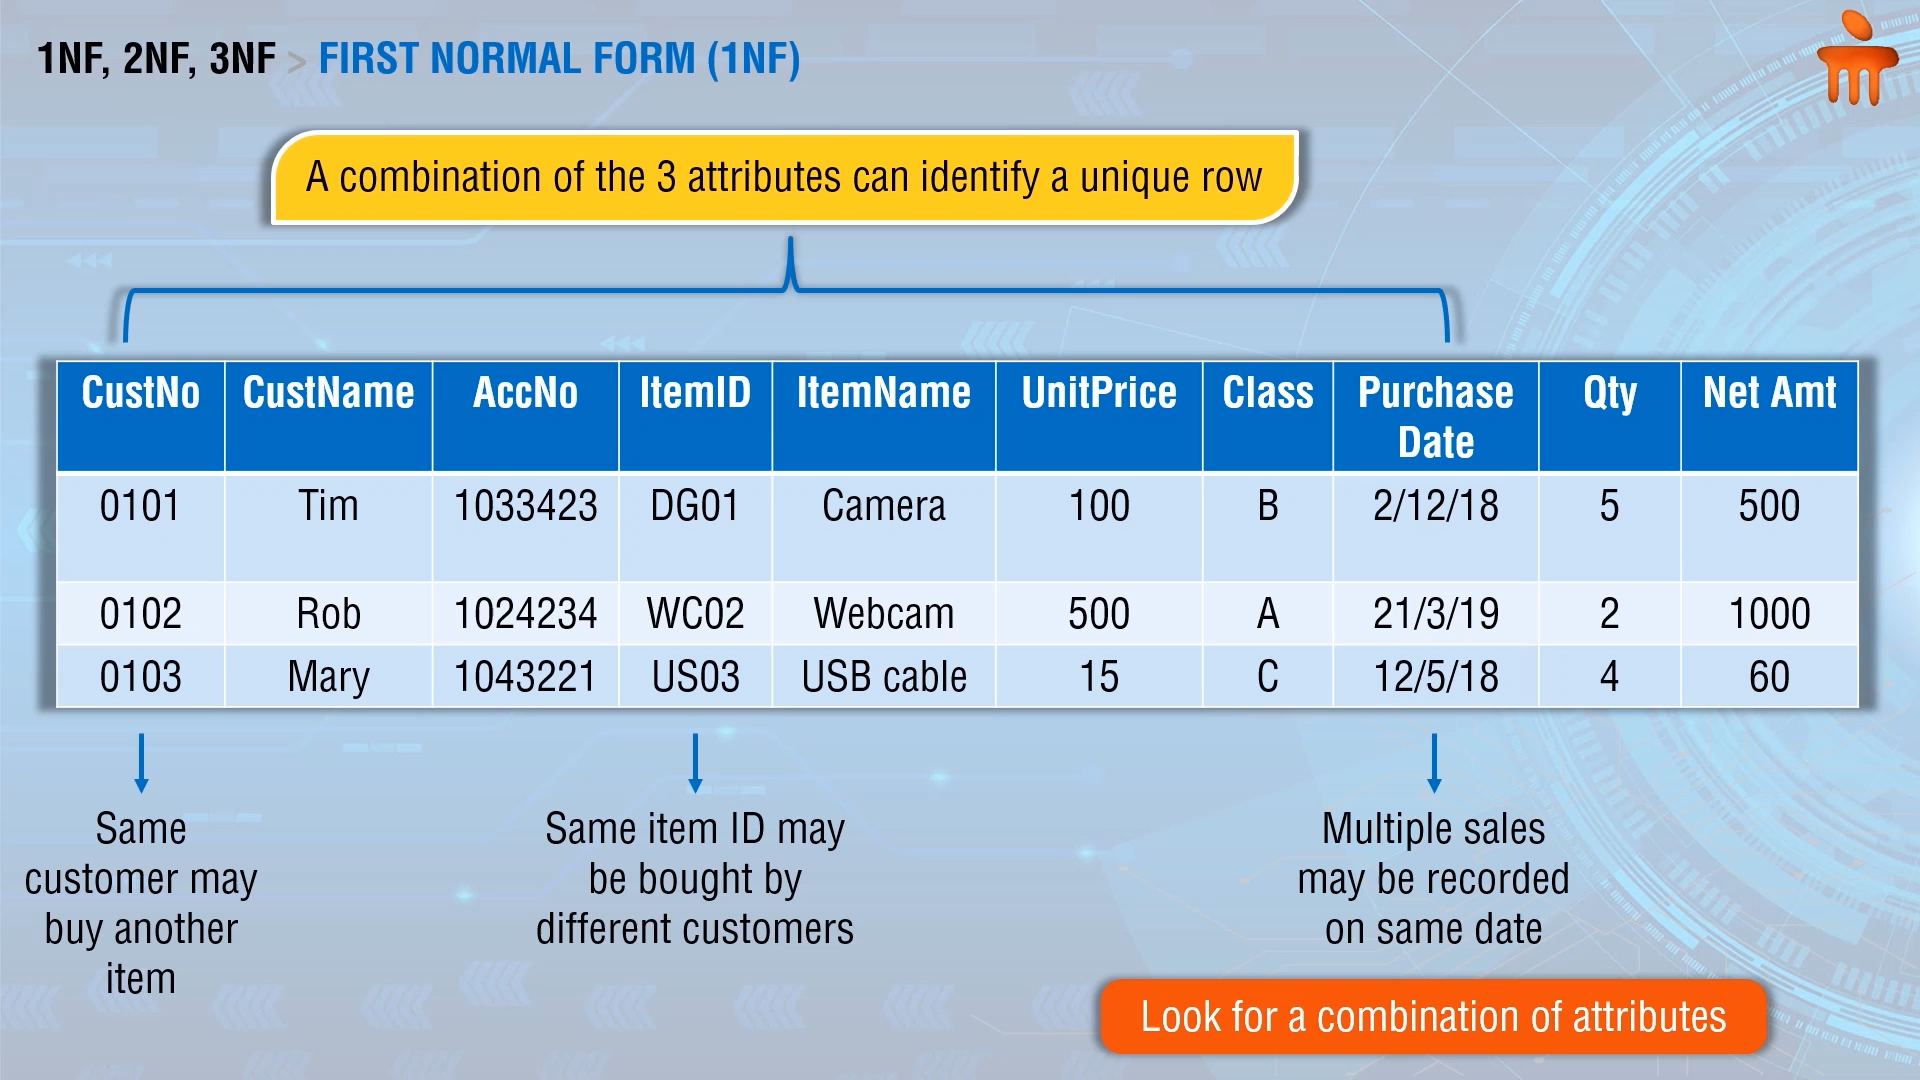 1NF, 2NF, 3NF > FIRST NORMAL FORM (1NF)
A combination of the 3 attributes can identify a unique row
CustNo CustName AccNo ItemID ItemName UnitPrice Class Purchase Qty Net Amt
Date
0101 Tim 1033423 DG01 Camera 100 B 2/12/18 5 500
0102 Rob 1024234 WC02 Webcam 500 A 21/3/19 2 1000
0103 Mary 1043221 US03 USB cable 15 C 12/5/18 4 60
Same
customer may
buy another
item
Same item ID may
be bought by
different customers
Multiple sales
may be recorded
on same date
Look for a combination of attributes